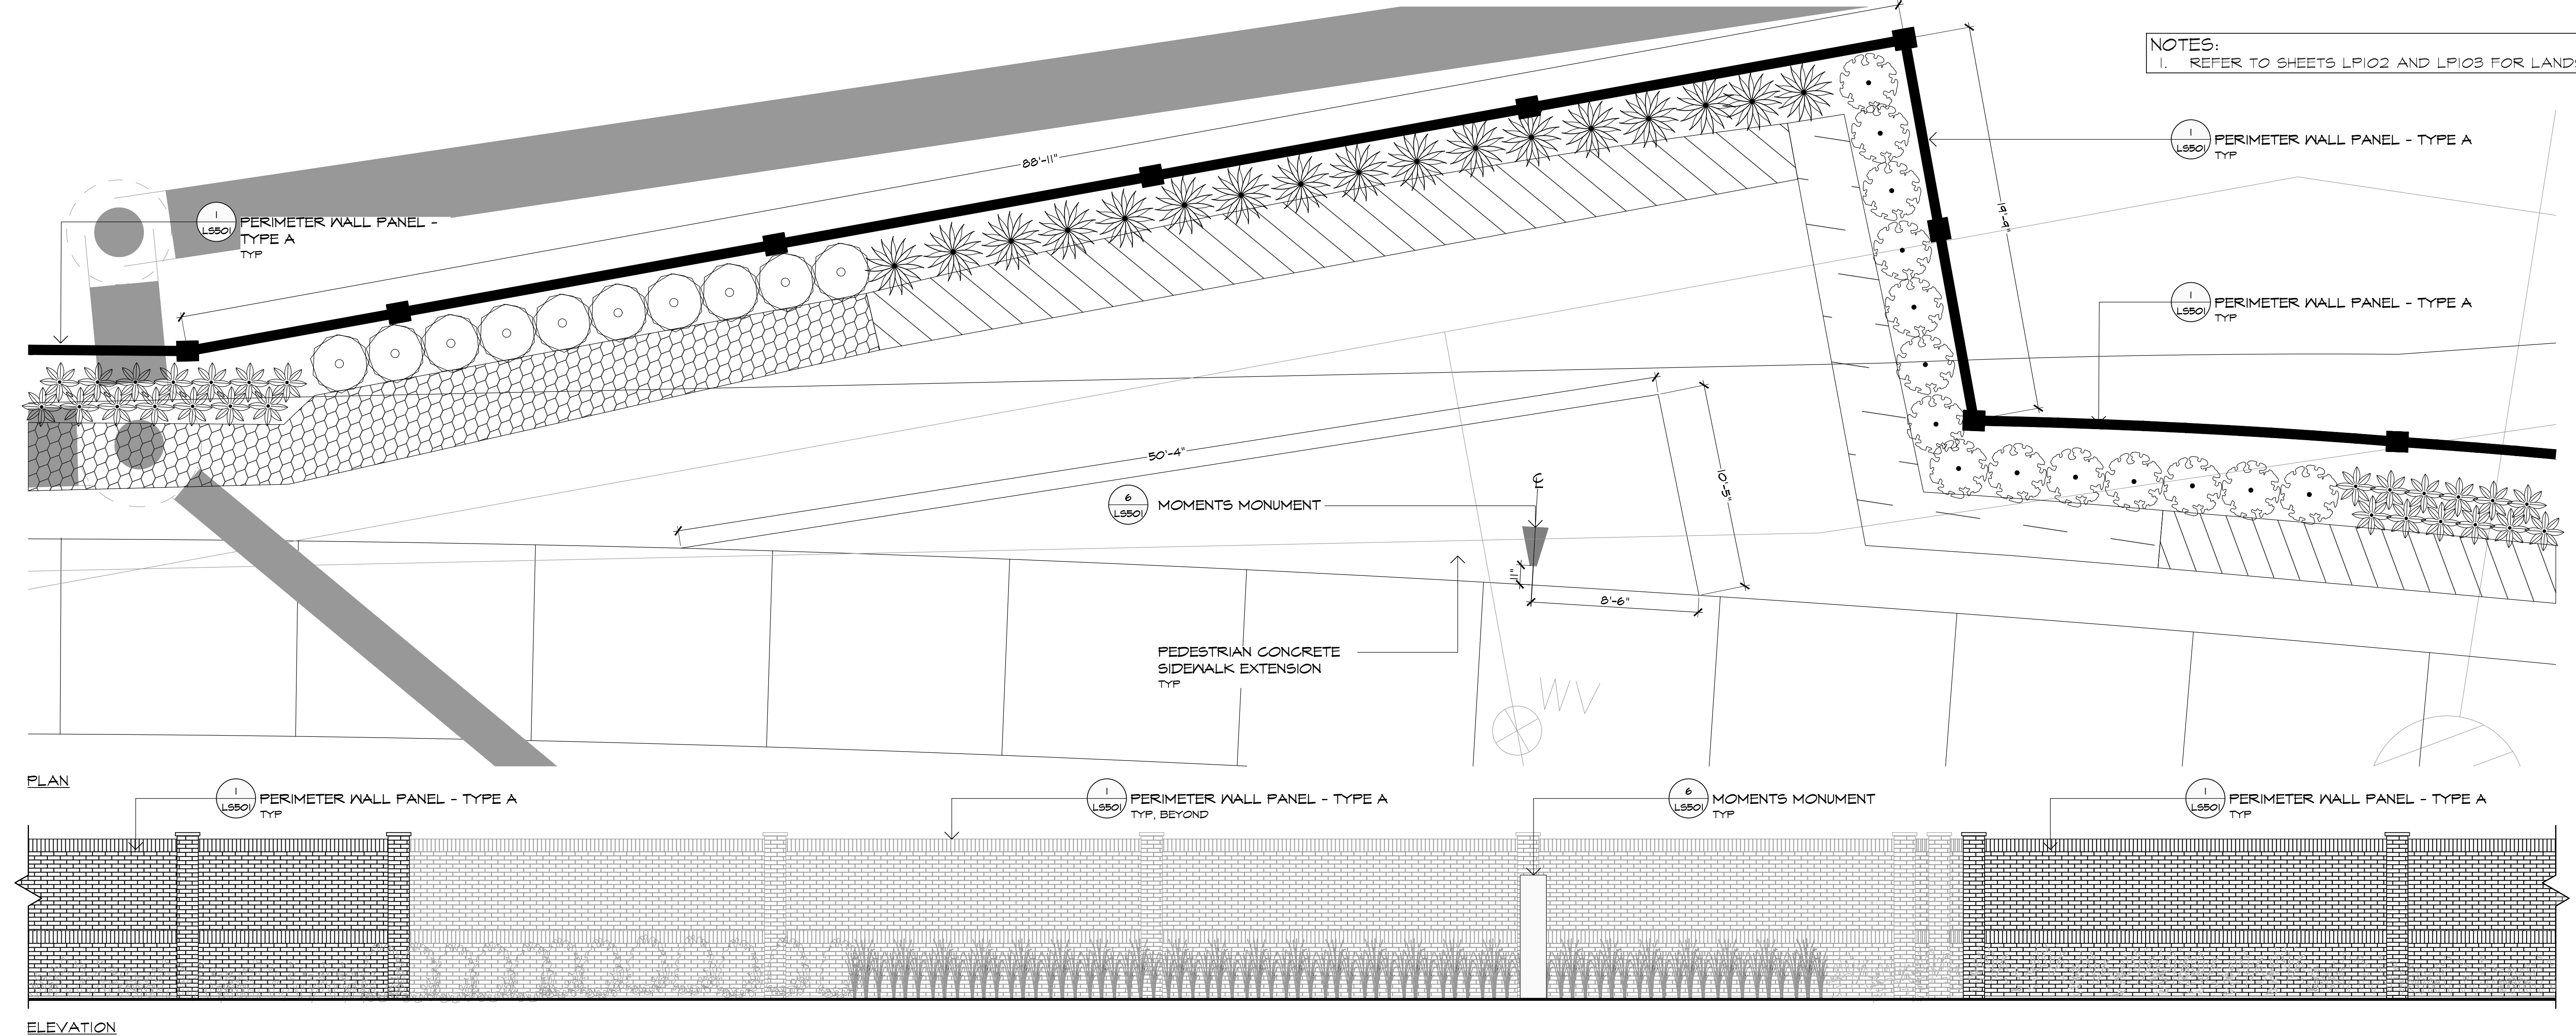 NOTES:
1. REFER TO SHEETS LP102 AND LP103 FOR
88'-11"
1
LS501
PERIMETER WALL PANEL - TYPE A
TYP
1
LS501
PERIMETER WALL PANEL -
TYPE A
TYP
19'-9"
1
LS501
PERIMETER WALL PANEL - TYPE A
TYP
50'-4"
10'-5"
6
LS501
MOMENTS MONUMENT
11"
8'-6"
PEDESTRIAN CONCRETE
SIDEWALK EXTENSION
TYP
WV
PLAN
1
LS501
PERIMETER WALL PANEL - TYPE A
TYP
1
LS501
PERIMETER WALL PANEL - TYPE A
TYP, BEYOND
6
LS501
MOMENTS MONUMENT
TYP
1
LS501
PERIMETER WALL PANEL - TYPE A
TYP
ELEVATION